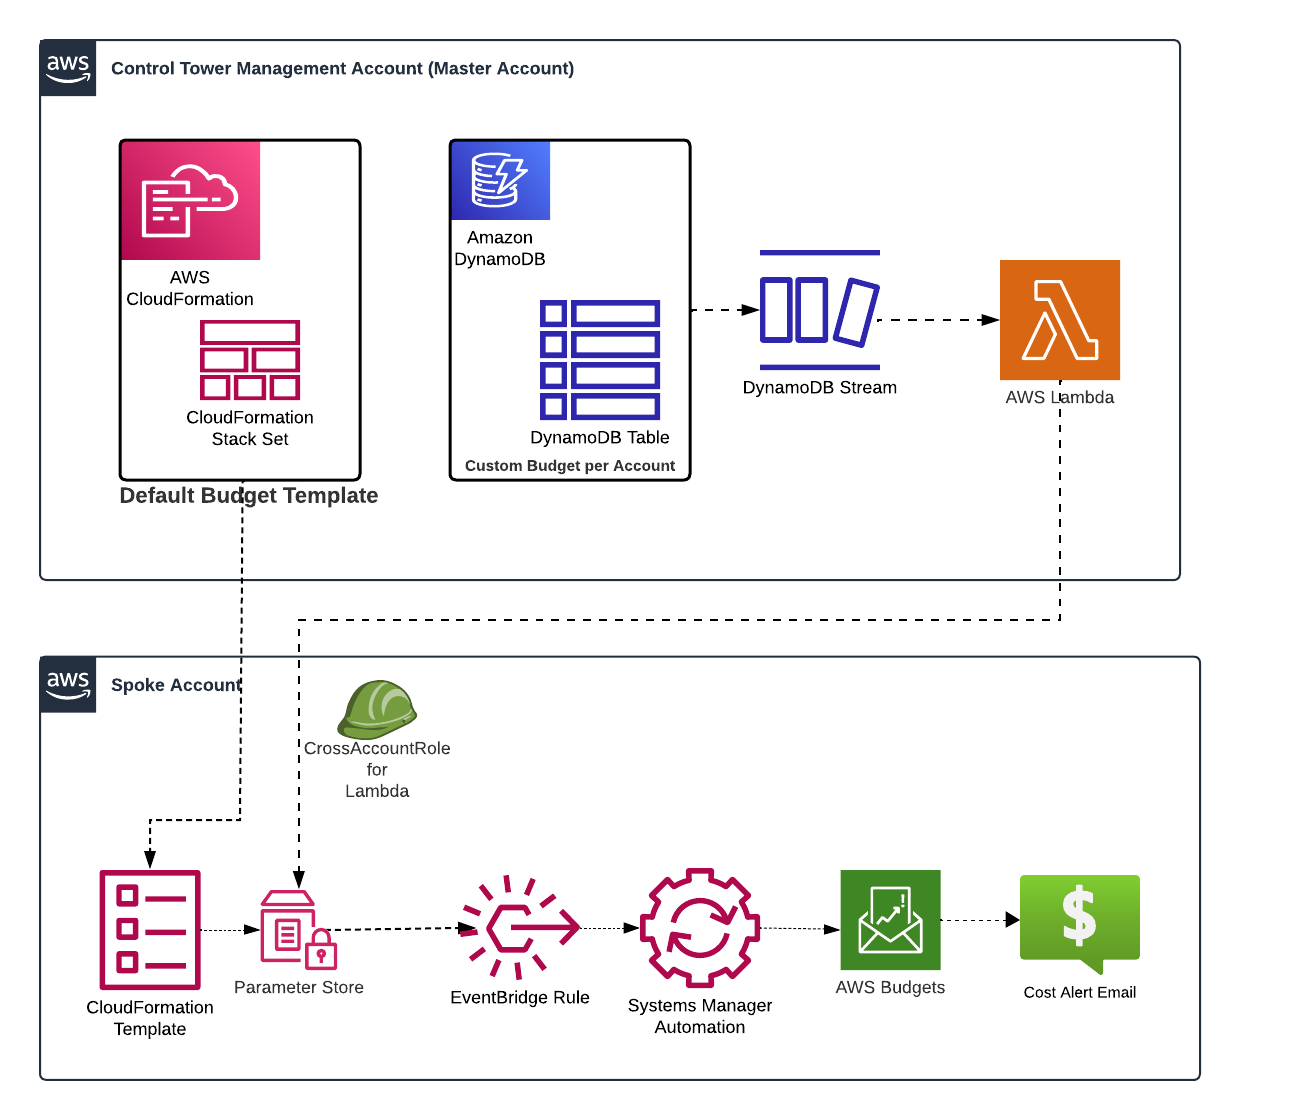 aws
Control Tower Management Account (Master Account)
AWS
CloudFormation
CloudFormation
Stack Set
Default Budget Template
Amazon
DynamoDB
DynamoDB Table
Custom Budget per Account
DynamoDB Stream
AWS Lambda
aws
Spoke Account
CrossAccountRole
for
Lambda
CloudFormation
Template
Parameter Store
EventBridge Rule
Systems Manager
Automation
!
AWS Budgets
$
Cost Alert Email